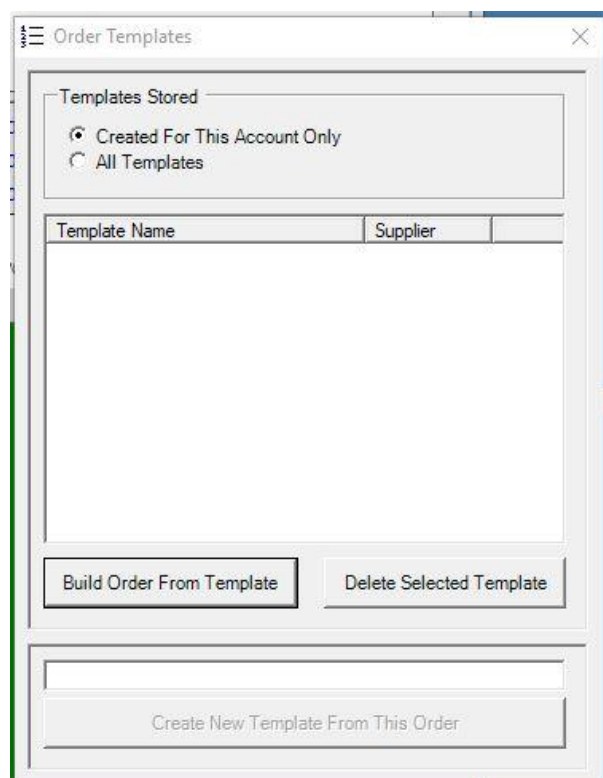 Order Templates
Templates Stored
Created For This Account Only
All Templates
Template Name Supplier
Build Order From Template Delete Selected Template
Create New Template From This Order